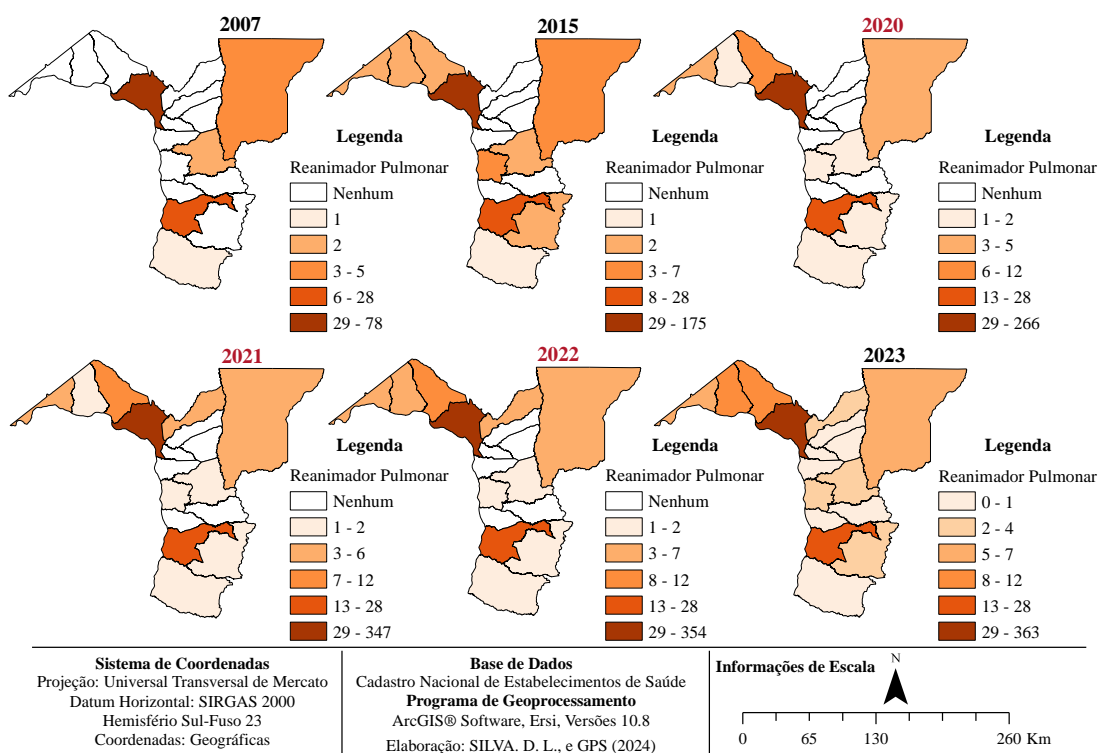 2007
Legenda
Reanimador Pulmonar
Nenhum
1
2
3 - 5
6 - 28
29 - 78
2015
Legenda
Reanimador Pulmonar
Nenhum
1
2
3 - 7
8 - 28
29 - 175
2020
Legenda
Reanimador Pulmonar
Nenhum
1 - 2
3 - 5
6 - 12
13 - 28
29 - 266
2021
Legenda
Reanimador Pulmonar
Nenhum
1 - 2
3 - 6
7 - 12
13 - 28
29 - 347
2022
Legenda
Reanimador Pulmonar
Nenhum
1 - 2
3 - 7
8 - 12
13 - 28
29 - 354
2023
Legenda
Reanimador Pulmonar
0 - 1
2 - 4
5 - 7
8 - 12
13 - 28
29 - 363
Sistema de Coordenadas
Projeção: Universal Transversal de Mercato
Datum Horizontal: SIRGAS 2000
Hemisfério Sul-Fuso 23
Coordenadas: Geográficas
Base de Dados
Cadastro Nacional de Estabelecimentos de Saúde
Programa de Geoprocessamento
ArcGIS® Software, Ersi, Versões 10.8
Elaboração: SILVA. D. L., e GPS (2024)
Informações de Escala
N
0 65 130 260 Km